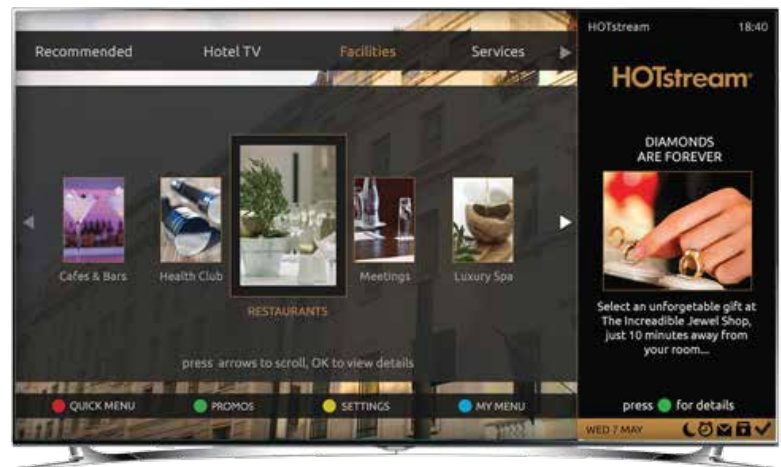 Recommended
Hotel TV
Facilities
Services
Cafes & Bars
Health Club
RESTAURANTS
Meetings
Luxury Spa
press arrows to scroll, OK to view details
QUICK MENU
PROMOS
SETTINGS
MY MENU
HOTstream
18:40
HOTstream
DIAMONDS
ARE FOREVER
Select an unforgetable gift at
The Increadible Jewel Shop,
just 10 minutes away from
your room...
press for details
WED 7 MAY